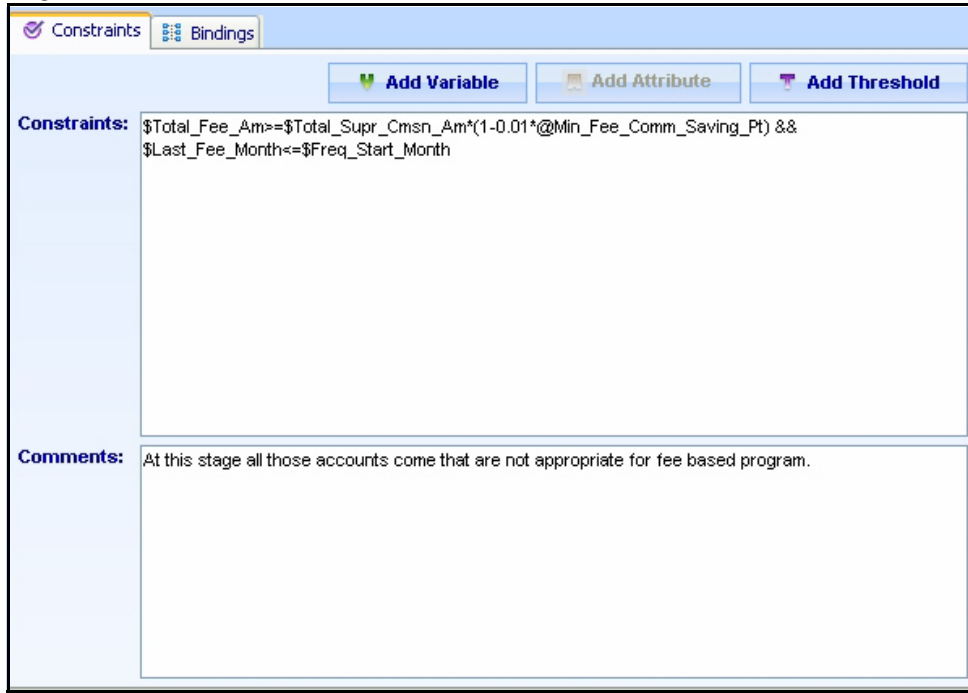 Constraints Bindings
Add Variable Add Attribute Add Threshold
Constraints: $Total_Fee_Am>=$Total_Supr_Cmsn_Am*(1-0.01*@Min_Fee_Comm_Saving_Pt) &&
$Last_Fee_Month<=$Freq_Start_Month
Comments: At this stage all those accounts come that are not appropriate for fee based program.